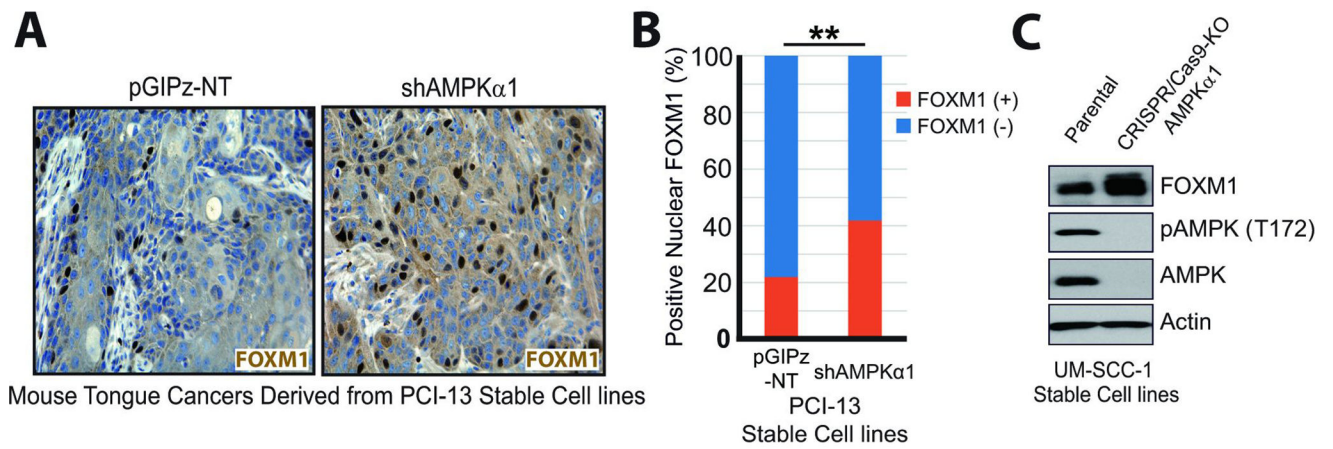 A
pGIPz-NT
shAMPKα1
FOXM1
FOXM1
Mouse Tongue Cancers Derived from PCI-13 Stable Cell lines
B
**
Positive Nuclear FOXM1 (%)
100
80
60
40
20
0
FOXM1 (+)
FOXM1 (-)
pGIPz
-NT
shAMPKα1
PCI-13
Stable Cell lines
C
Parental
CRISPR/Cas9-KO
AMPKα1
FOXM1
pAMPK (T172)
AMPK
Actin
UM-SCC-1
Stable Cell lines